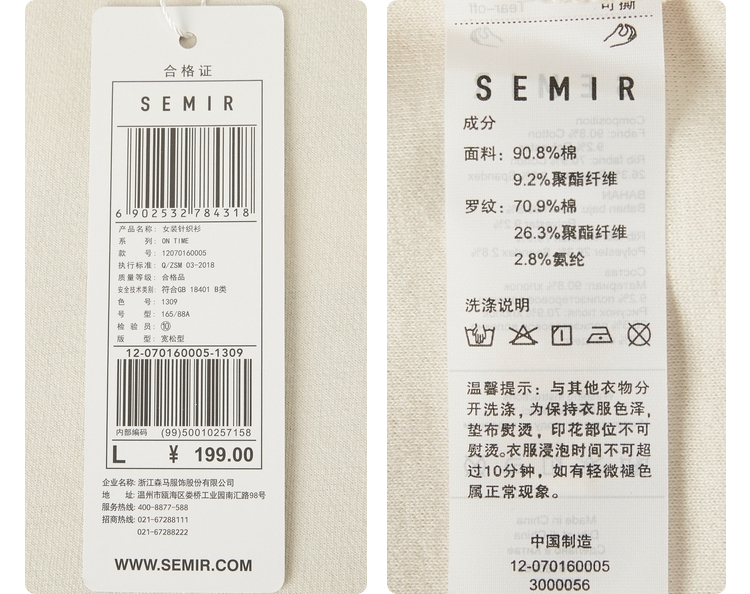 合格证
SEMIR
6 902532 784318
产品名称: 女装针织衫
系 列: ON TIME
款 号: 12070160005
执行标准: Q/ZSM 03-2018
质量等级: 合格品
安全技术类别: 符合GB 18401 B类
色 号: 1309
号 型: 165/88A
检 验 员: ⑩
版 型: 宽松型
12-070160005-1309
内部编码 (99)50010257158
L ¥ 199.00
企业名称: 浙江森马服饰股份有限公司
地 址: 温州市瓯海区娄桥工业园南汇路98号
服务热线: 400-8877-588
招商热线: 021-67288111
021-67288222
WWW.SEMIR.COM
Tear-off 可撕
SEMIR
成分
面料: 90.8%棉
9.2%聚酯纤维
罗纹: 70.9%棉
26.3%聚酯纤维
2.8%氨纶
洗涤说明
温馨提示: 与其他衣物分
开洗涤, 为保持衣服色泽,
垫布熨烫, 印花部位不可
熨烫。衣服浸泡时间不可超
过10分钟, 如有轻微褪色
属正常现象。
中国制造
12-070160005
3000056